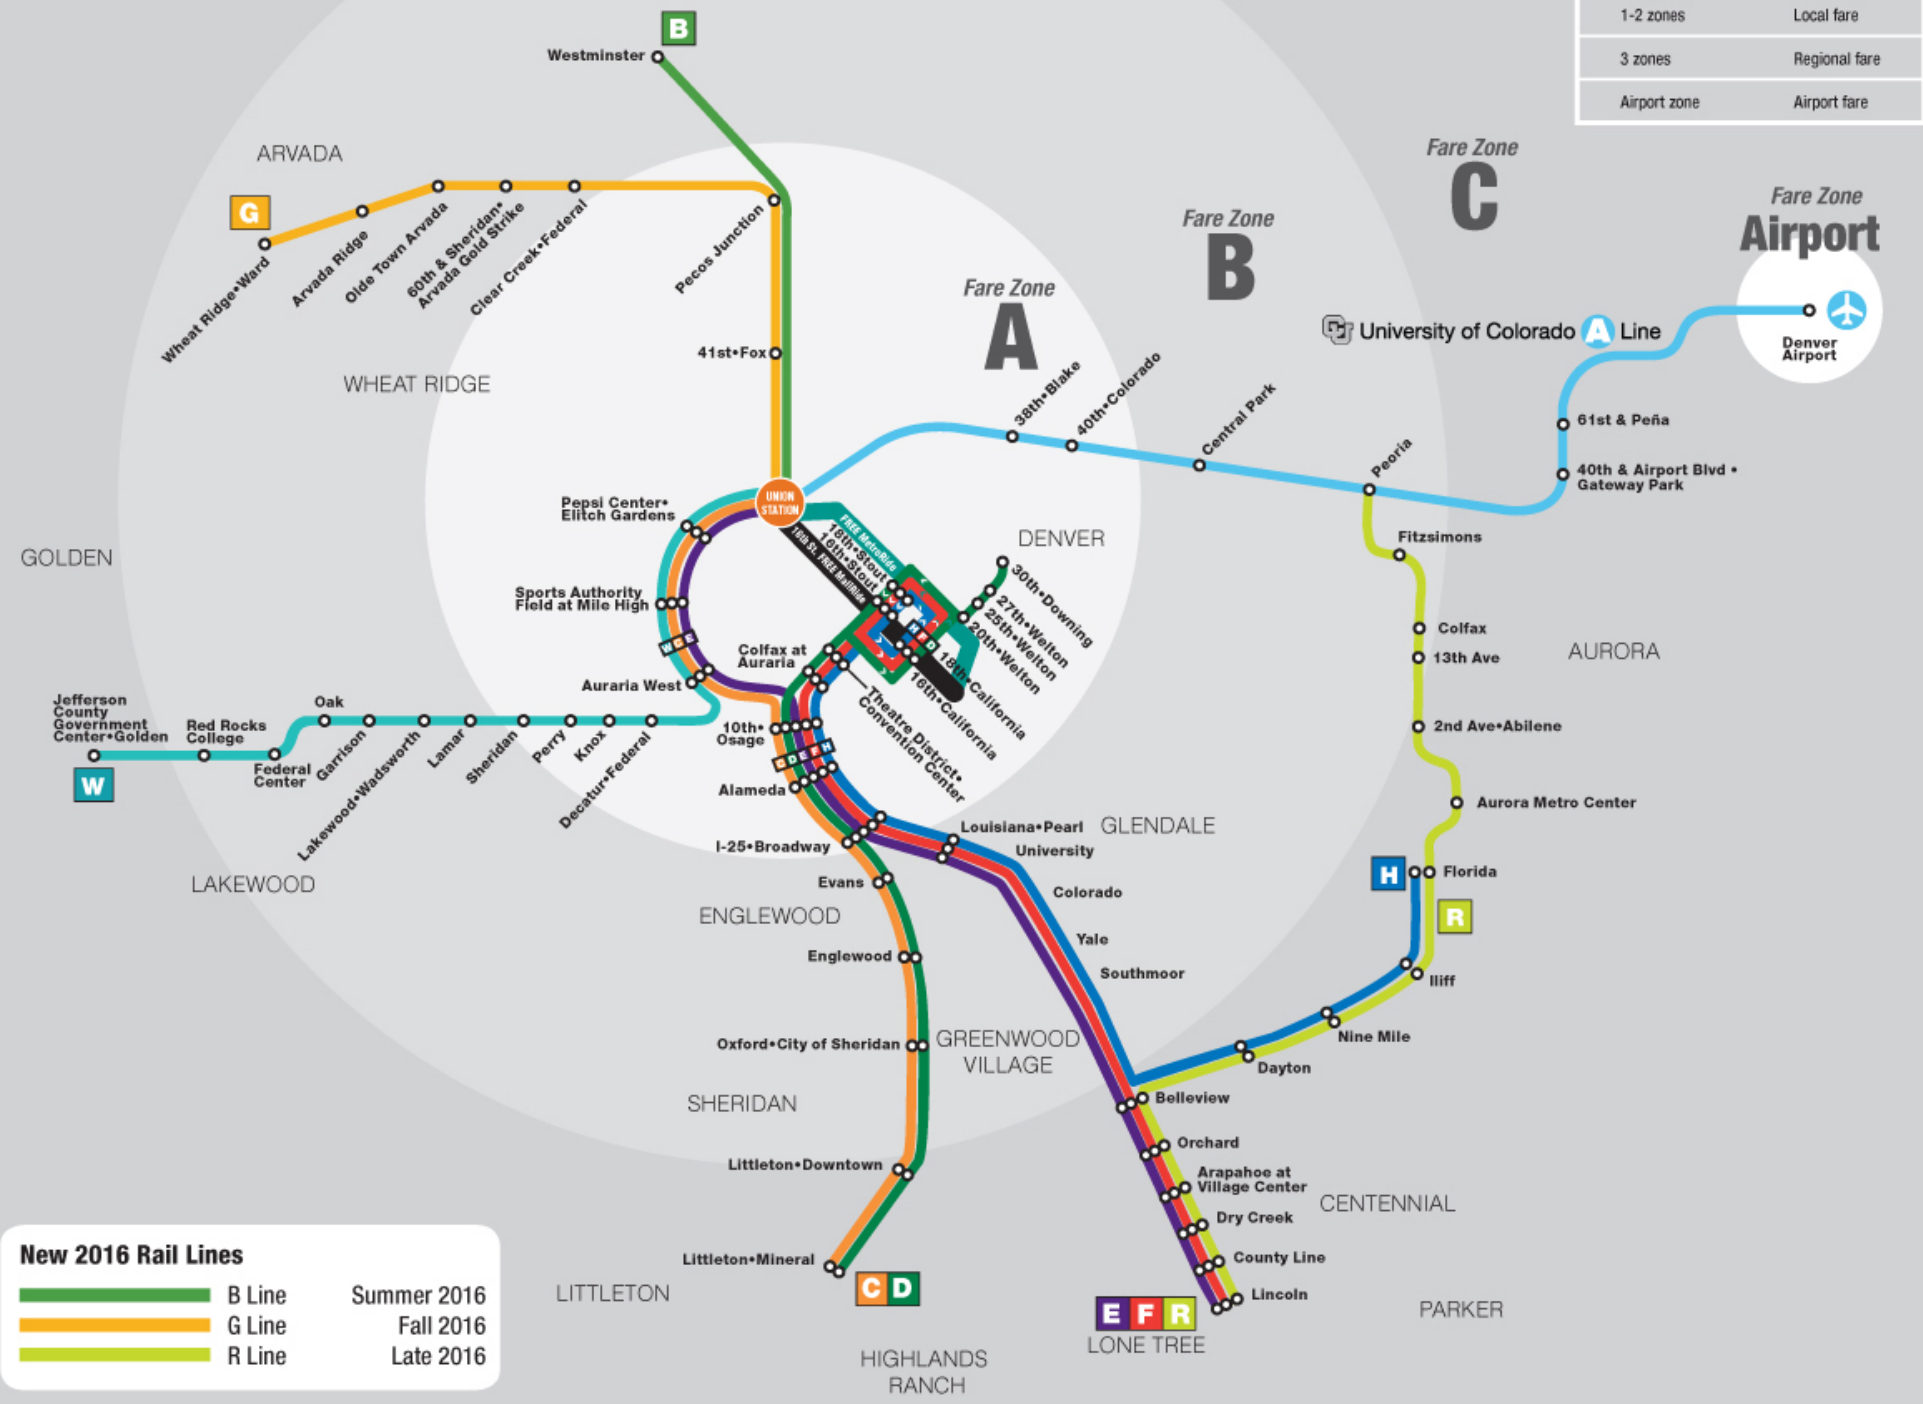 1-2 zones Local fare
3 zones Regional fare
Airport zone Airport fare
B
Westminster
ARVADA
G
Wheat Ridge•Ward
Arvada Ridge
Olde Town Arvada
60th & Sheridan•
Arvada Gold Strike
Clear Creek•Federal
Pecos Junction
41st•Fox
WHEAT RIDGE
Fare Zone
A
Fare Zone
B
Fare Zone
C
Fare Zone
Airport
CU University of Colorado A Line
Denver
Airport
61st & Peña
40th & Airport Blvd •
Gateway Park
38th•Blake
40th•Colorado
Central Park
Peoria
UNION
STATION
FREE MetroRide
16th St. FREE MallRide
18th•Stout
16th•Stout
DENVER
30th•Downing
27th•Welton
25th•Welton
20th•Welton
18th•California
16th•California
H F D
Theatre District•
Convention Center
Colfax at
Auraria
Pepsi Center•
Elitch Gardens
Sports Authority
Field at Mile High
W C E
Auraria West
GOLDEN
Jefferson
County
Government
Center•Golden
W
Red Rocks
College
Federal
Center
Oak
Garrison
Lakewood•Wadsworth
Lamar
Sheridan
Perry
Knox
Decatur•Federal
LAKEWOOD
10th•
Osage
C D E F H
Alameda
I-25•Broadway
Evans
ENGLEWOOD
Englewood
Oxford•City of Sheridan
SHERIDAN
Littleton•Downtown
Littleton•Mineral
LITTLETON
C D
HIGHLANDS
RANCH
Louisiana•Pearl
University
GLENDALE
Colorado
Yale
Southmoor
GREENWOOD
VILLAGE
Fitzsimons
Colfax
13th Ave
AURORA
2nd Ave•Abilene
Aurora Metro Center
H
Florida
R
Iliff
Nine Mile
Dayton
Belleview
Orchard
Arapahoe at
Village Center
CENTENNIAL
Dry Creek
County Line
Lincoln
E F R
LONE TREE
PARKER
New 2016 Rail Lines
B Line Summer 2016
G Line Fall 2016
R Line Late 2016